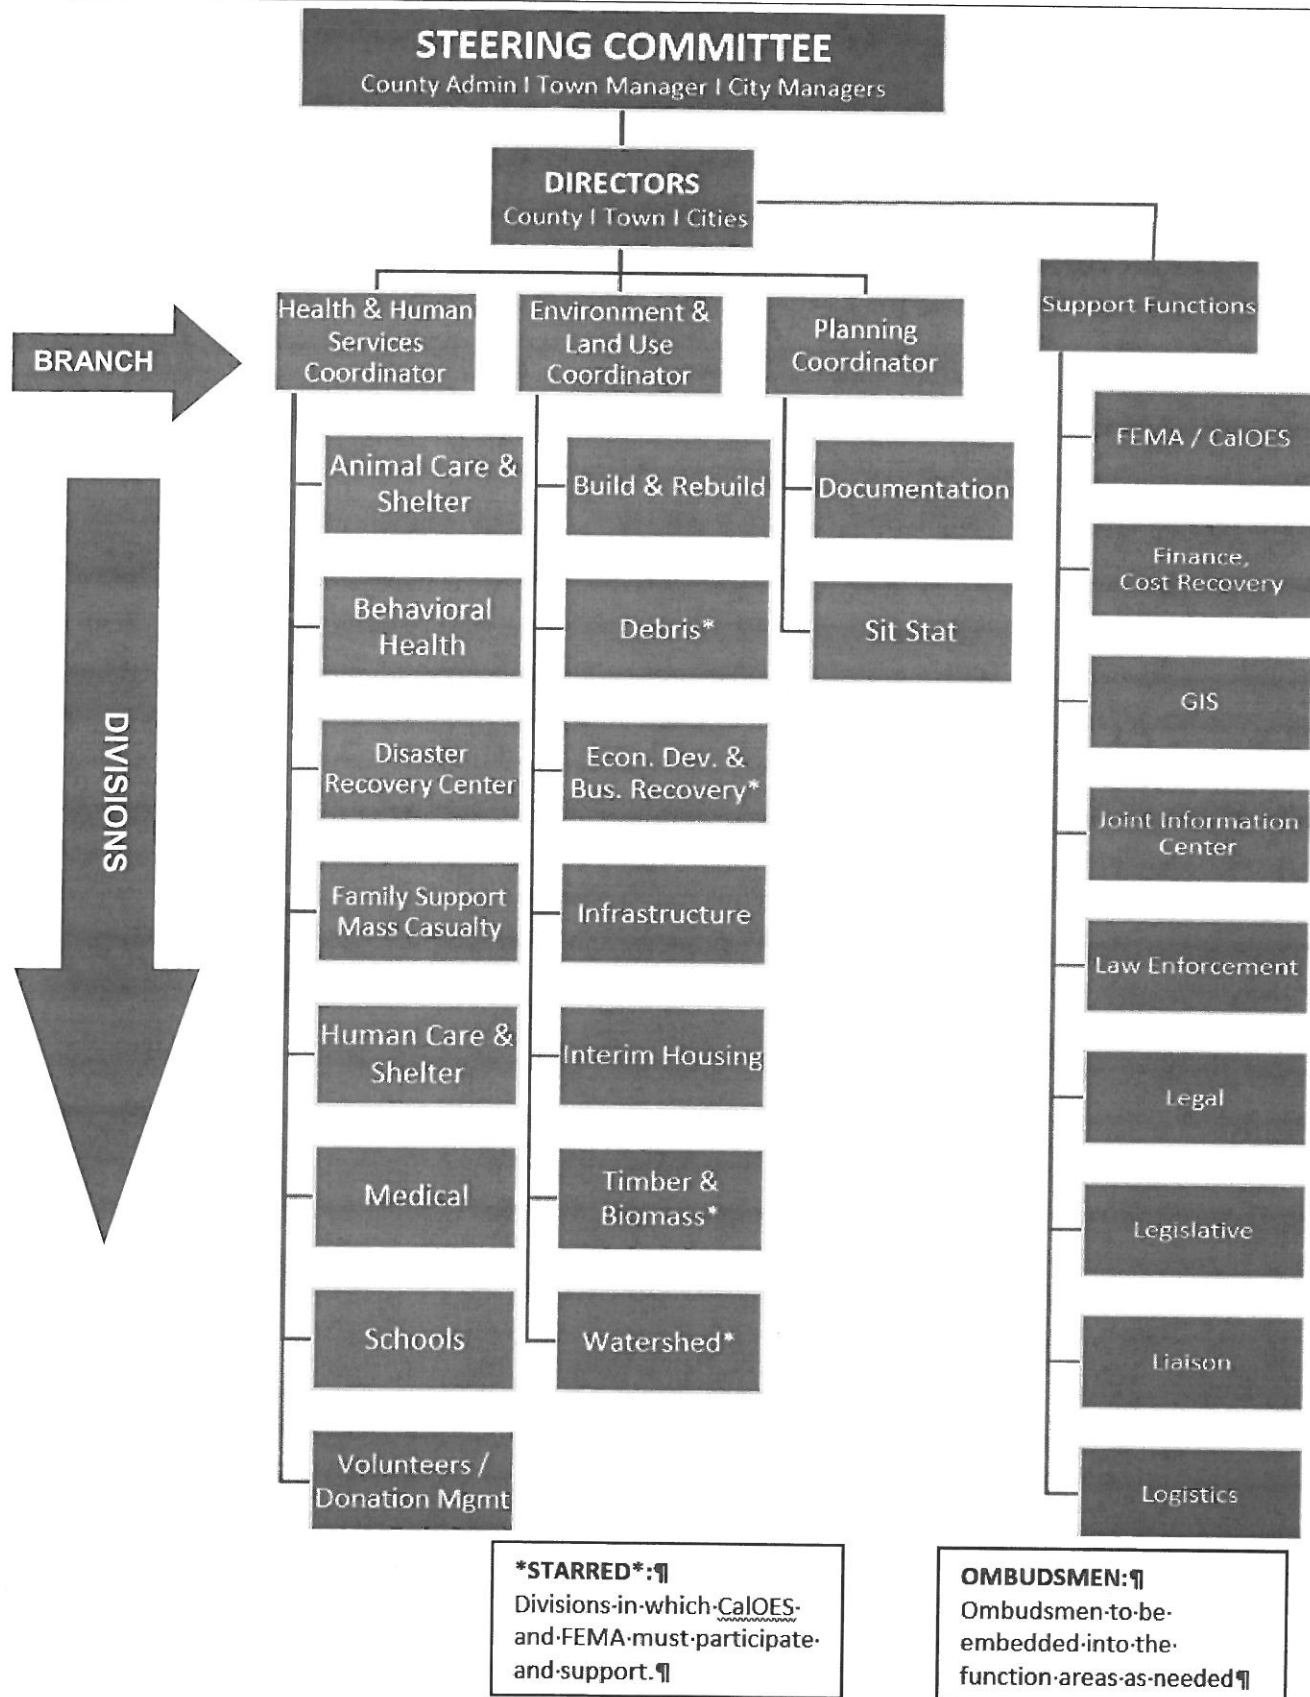 STEERING COMMITTEE
County Admin I Town Manager I City Managers
DIRECTORS
County I Town I Cities
BRANCH
Health & Human
Services
Coordinator
Environment &
Land Use
Coordinator
Planning
Coordinator
Support Functions
DIVISIONS
Animal Care &
Shelter
Behavioral
Health
Disaster
Recovery Center
Family Support
Mass Casualty
Human Care &
Shelter
Medical
Schools
Volunteers /
Donation Mgmt
Build & Rebuild
Debris*
Econ. Dev. &
Bus. Recovery*
Infrastructure
Interim Housing
Timber &
Biomass*
Watershed*
Documentation
Sit Stat
FEMA / CalOES
Finance,
Cost Recovery
GIS
Joint Information
Center
Law Enforcement
Legal
Legislative
Liaison
Logistics
*STARRED*:¶
Divisions·in·which·CalOES·
and·FEMA·must·participate·
and·support.¶
OMBUDSMEN:¶
Ombudsmen·to·be·
embedded·into·the·
function·areas·as·needed¶